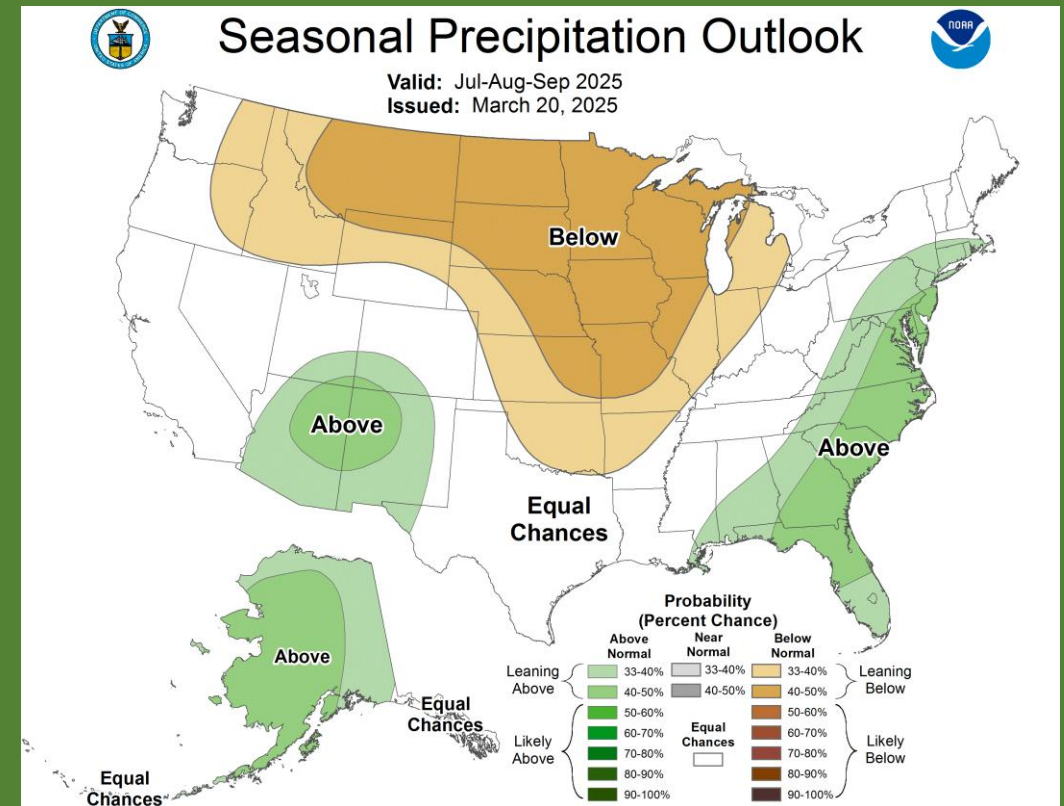 Seasonal Precipitation Outlook
NOAA
Valid: Jul-Aug-Sep 2025
Issued: March 20, 2025
Below
Above
Above
Equal
Chances
Above
Equal
Chances
Equal
Chances
Probability
(Percent Chance)
Above
Normal
Near
Normal
Below
Normal
Leaning
Above
33-40%
33-40%
33-40%
Leaning
Below
40-50%
40-50%
40-50%
Likely
Above
50-60%
60-70%
70-80%
80-90%
90-100%
Equal
Chances
50-60%
60-70%
70-80%
80-90%
90-100%
Likely
Below